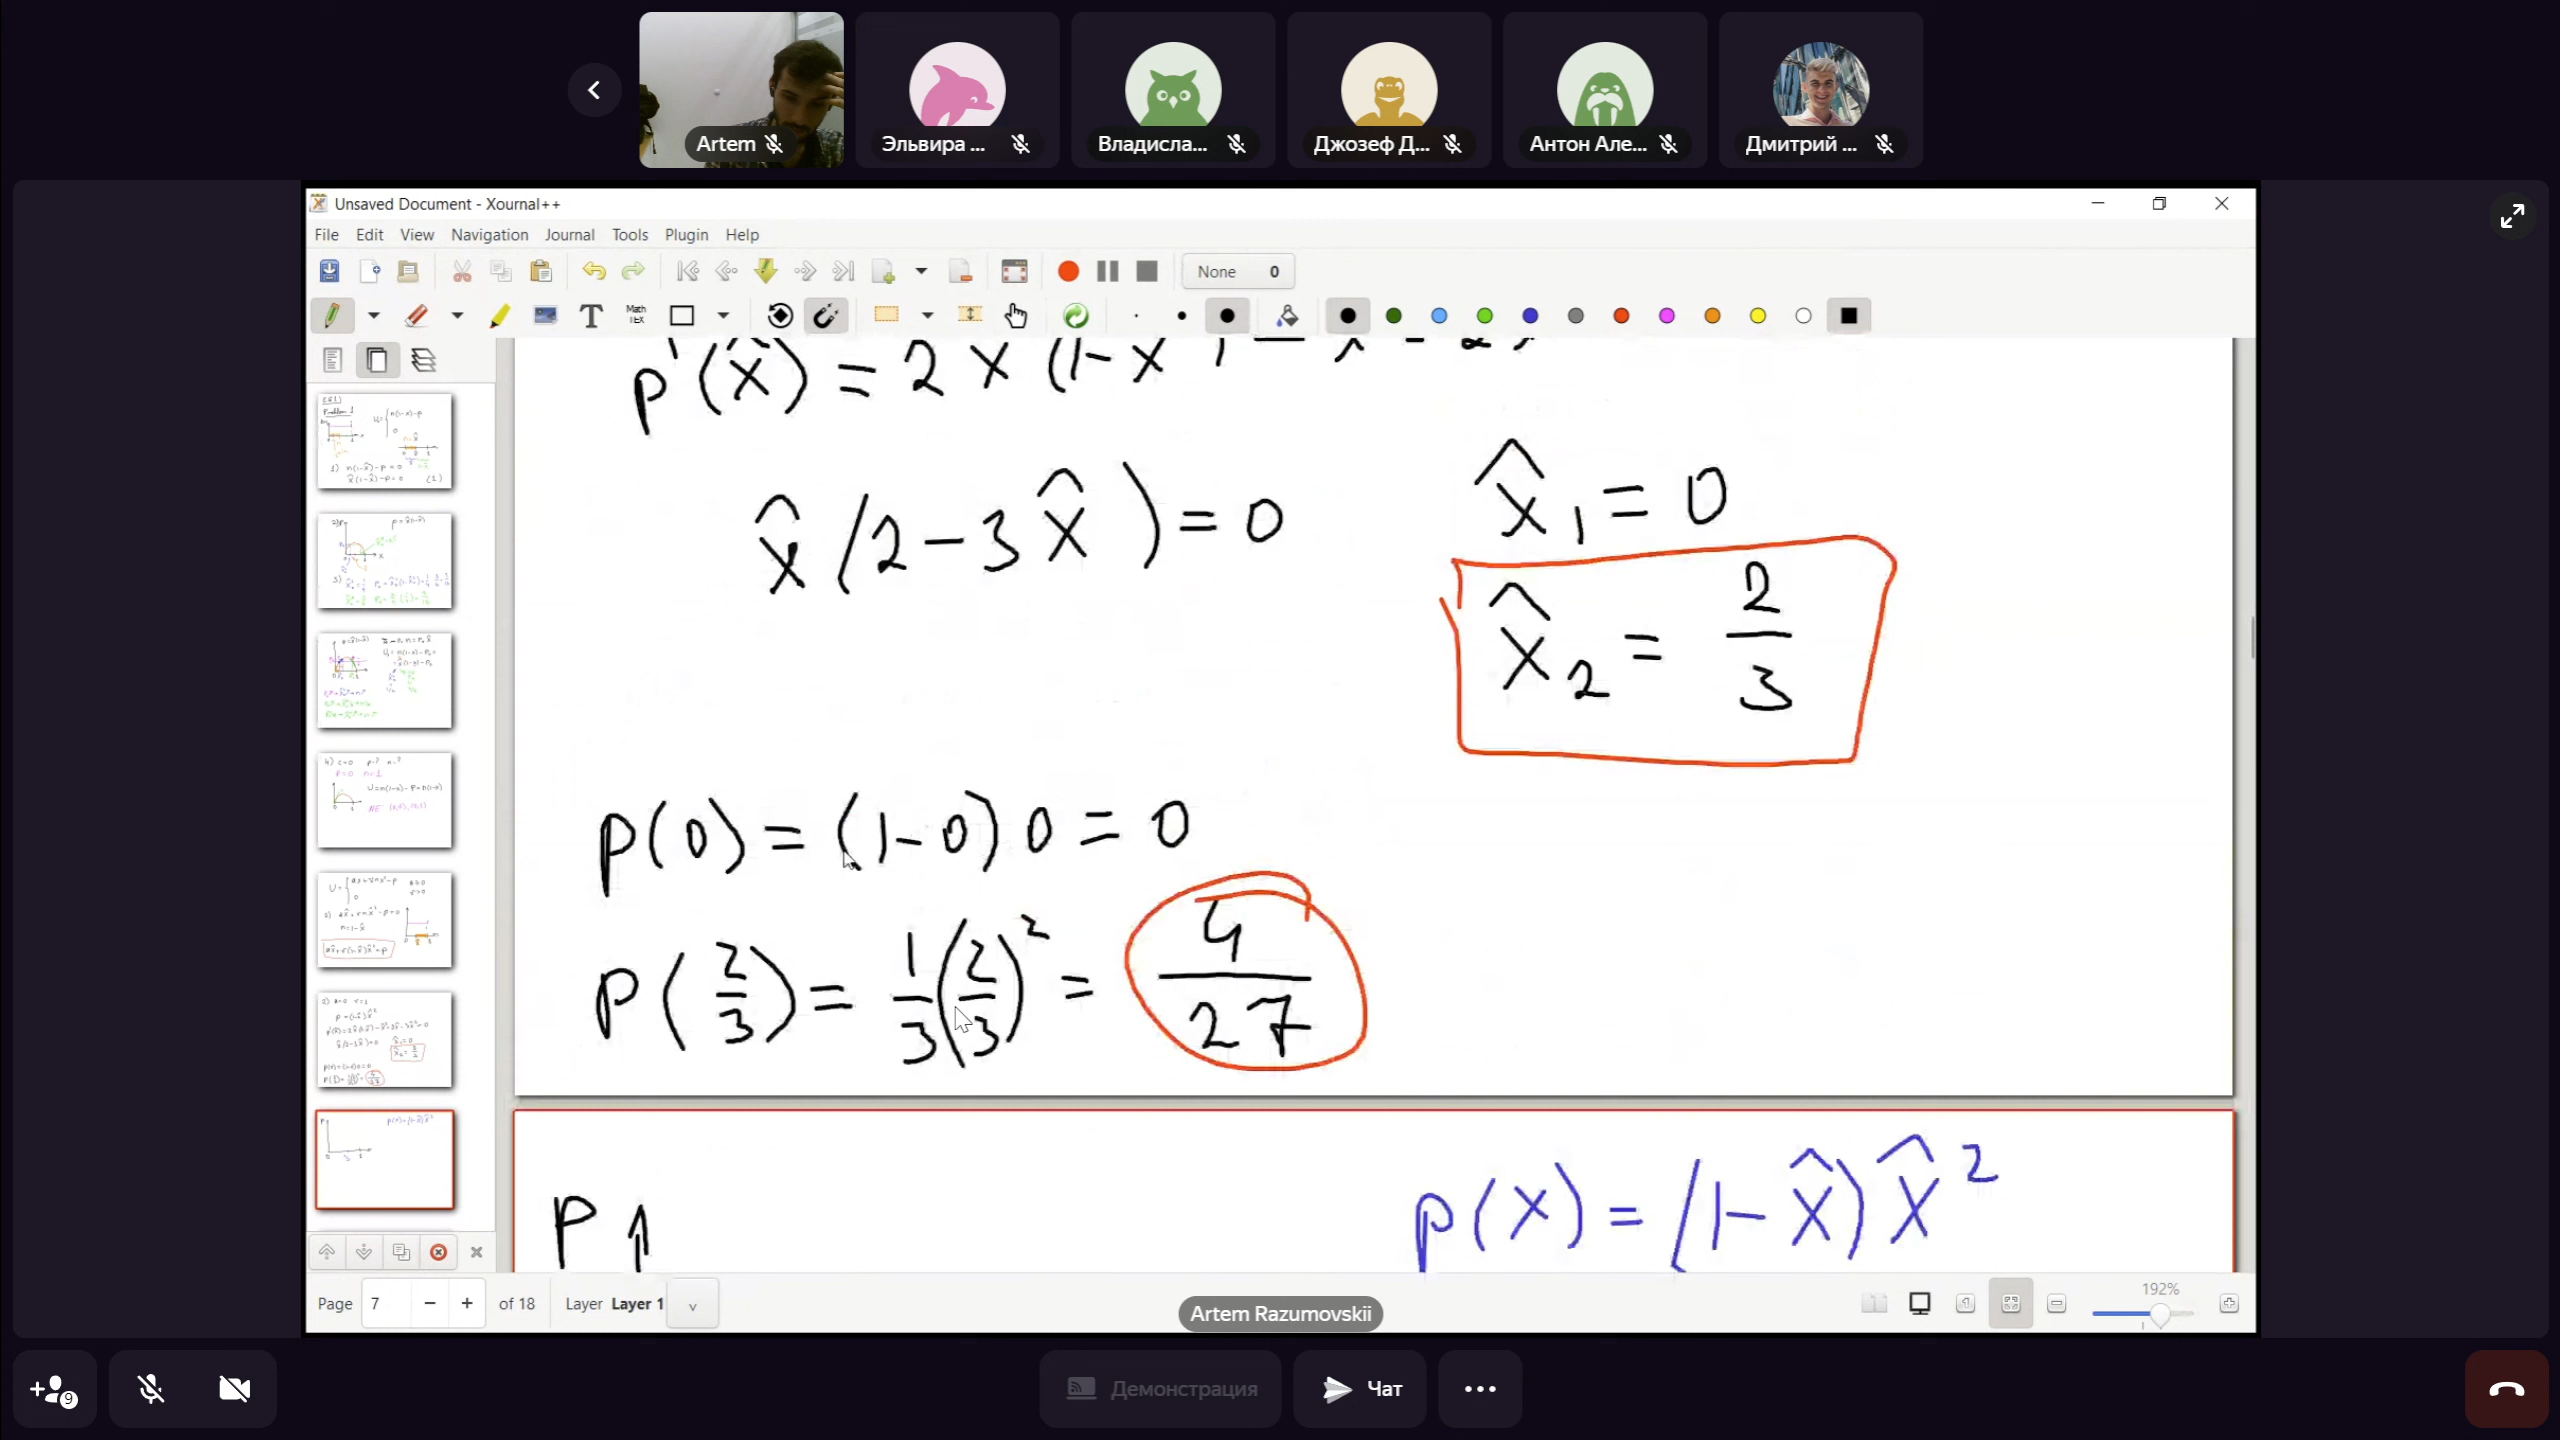 Artem
Эльвира ...
Владисла...
Джозеф Д...
Антон Але...
Дмитрий ...
Unsaved Document - Xournal++
File Edit View Navigation Journal Tools Plugin Help
None 0
T Math TEX
p'(x̂) = 2x
x̂(2-3x̂) = 0
x̂₁ = 0
x̂₂ = 2/3
p(0) = (1-0)0 = 0
p(2/3) = 1/3(2/3)² = 4/27
p
p(x) = (1-x̂)x̂²
Page 7 of 18 Layer Layer 1
192%
Artem Razumovskii
9
Демонстрация
Чат